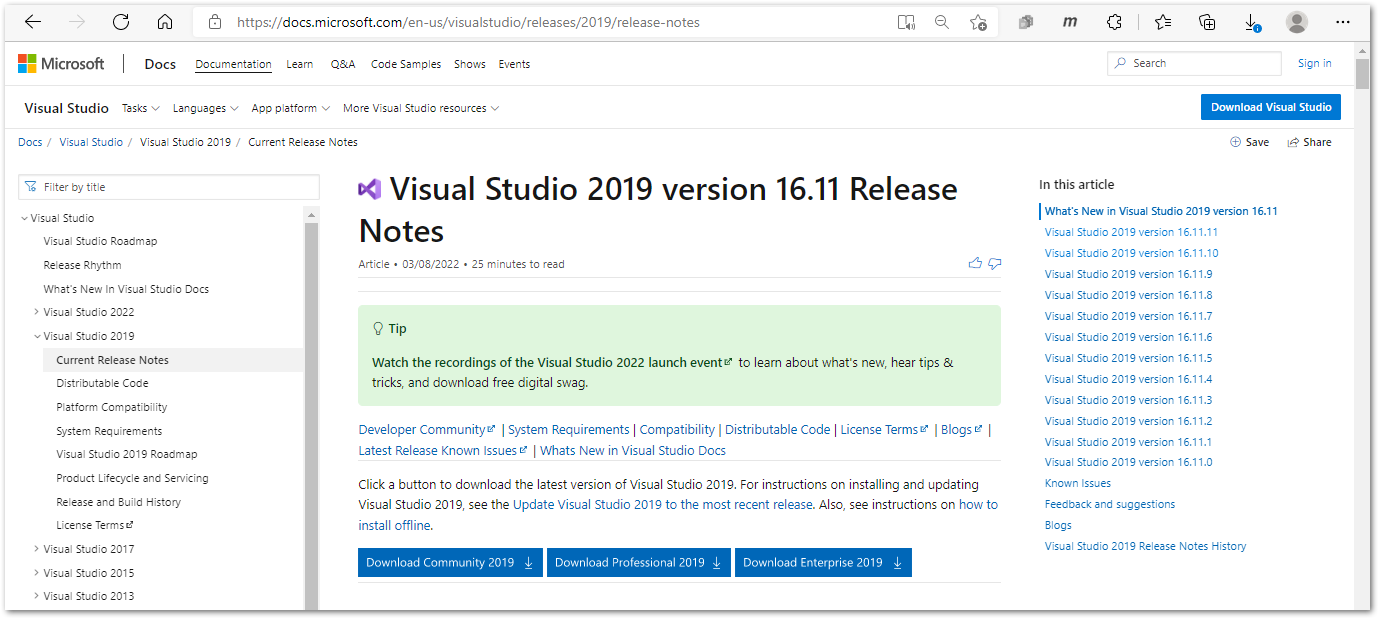 https://docs.microsoft.com/en-us/visualstudio/releases/2019/release-notes
m
Microsoft
Docs
Documentation
Learn
Q&A
Code Samples
Shows
Events
Search
Sign in
Visual Studio
Tasks
Languages
App platform
More Visual Studio resources
Download Visual Studio
Docs / Visual Studio / Visual Studio 2019 / Current Release Notes
Save
Share
Filter by title
Visual Studio
Visual Studio Roadmap
Release Rhythm
What's New In Visual Studio Docs
Visual Studio 2022
Visual Studio 2019
Current Release Notes
Distributable Code
Platform Compatibility
System Requirements
Visual Studio 2019 Roadmap
Product Lifecycle and Servicing
Release and Build History
License Terms
Visual Studio 2017
Visual Studio 2015
Visual Studio 2013
Visual Studio 2019 version 16.11 Release
Notes
Article • 03/08/2022 • 25 minutes to read
Tip
Watch the recordings of the Visual Studio 2022 launch event to learn about what's new, hear tips &
tricks, and download free digital swag.
Developer Community | System Requirements | Compatibility | Distributable Code | License Terms | Blogs |
Latest Release Known Issues | Whats New in Visual Studio Docs
Click a button to download the latest version of Visual Studio 2019. For instructions on installing and updating
Visual Studio 2019, see the Update Visual Studio 2019 to the most recent release. Also, see instructions on how to
install offline.
Download Community 2019
Download Professional 2019
Download Enterprise 2019
In this article
What's New in Visual Studio 2019 version 16.11
Visual Studio 2019 version 16.11.11
Visual Studio 2019 version 16.11.10
Visual Studio 2019 version 16.11.9
Visual Studio 2019 version 16.11.8
Visual Studio 2019 version 16.11.7
Visual Studio 2019 version 16.11.6
Visual Studio 2019 version 16.11.5
Visual Studio 2019 version 16.11.4
Visual Studio 2019 version 16.11.3
Visual Studio 2019 version 16.11.2
Visual Studio 2019 version 16.11.1
Visual Studio 2019 version 16.11.0
Known Issues
Feedback and suggestions
Blogs
Visual Studio 2019 Release Notes History